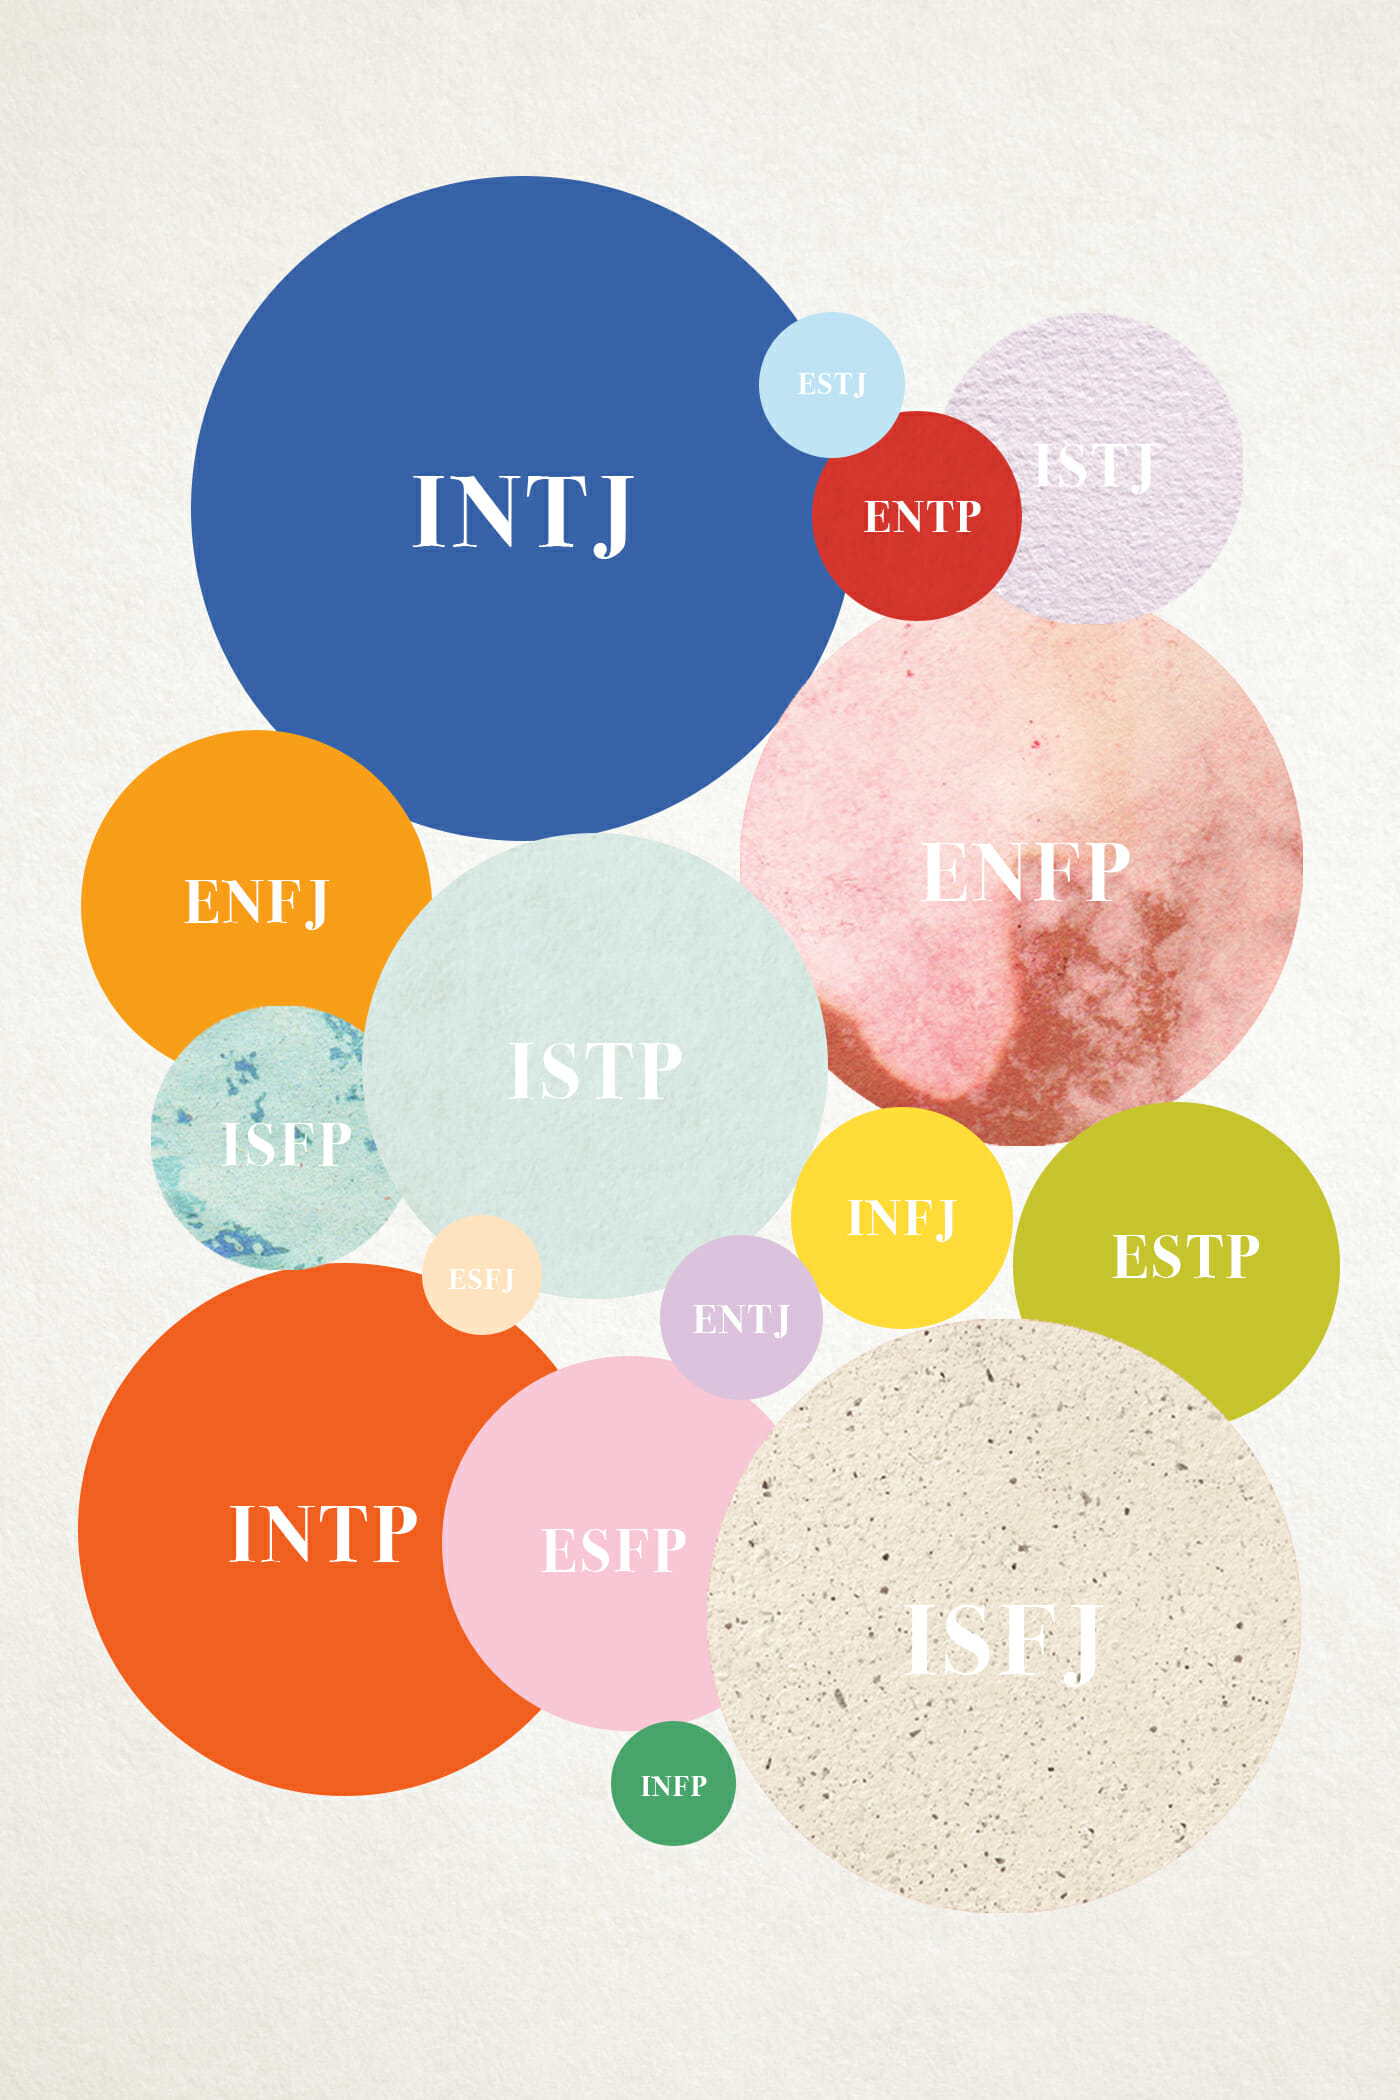 ESTJ
ISTJ
INTJ
ENTP
ENFP
ENFJ
ISTP
ISFP
INFJ
ESTP
ESFJ
ENTJ
INTP
ESFP
ISFJ
INFP